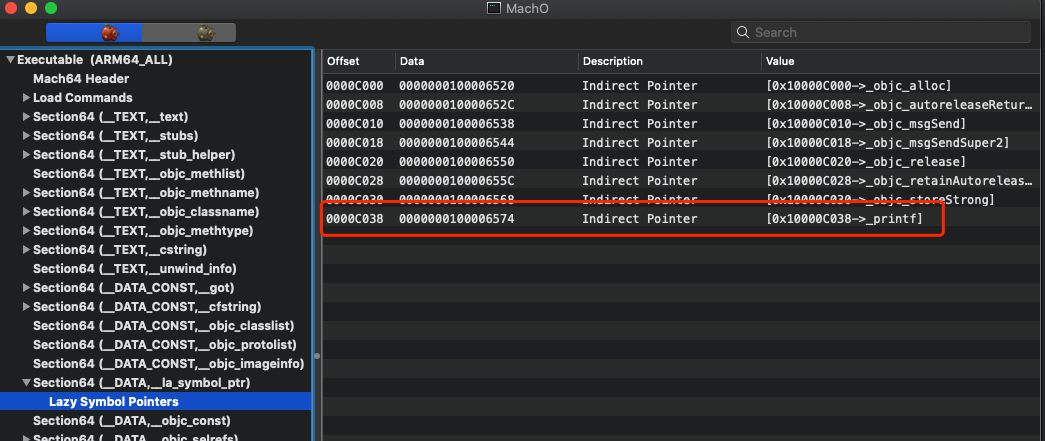 MachO
Search
Executable (ARM64_ALL)
Mach64 Header
Load Commands
Section64 (__TEXT,__text)
Section64 (__TEXT,__stubs)
Section64 (__TEXT,__stub_helper)
Section64 (__TEXT,__objc_methlist)
Section64 (__TEXT,__objc_methname)
Section64 (__TEXT,__objc_classname)
Section64 (__TEXT,__objc_methtype)
Section64 (__TEXT,__cstring)
Section64 (__TEXT,__unwind_info)
Section64 (__DATA_CONST,__got)
Section64 (__DATA_CONST,__cfstring)
Section64 (__DATA_CONST,__objc_classlist)
Section64 (__DATA_CONST,__objc_protolist)
Section64 (__DATA_CONST,__objc_imageinfo)
Section64 (__DATA,__la_symbol_ptr)
Lazy Symbol Pointers
Section64 (__DATA,__objc_const)
Section64 (__DATA,__objc_selrefs)
Offset Data Description Value
0000C000 0000000100006520 Indirect Pointer [0x10000C000->_objc_alloc]
0000C008 000000010000652C Indirect Pointer [0x10000C008->_objc_autoreleaseRetur…
0000C010 0000000100006538 Indirect Pointer [0x10000C010->_objc_msgSend]
0000C018 0000000100006544 Indirect Pointer [0x10000C018->_objc_msgSendSuper2]
0000C020 0000000100006550 Indirect Pointer [0x10000C020->_objc_release]
0000C028 000000010000655C Indirect Pointer [0x10000C028->_objc_retainAutoreleas…
0000C030 0000000100006568 Indirect Pointer [0x10000C030->_objc_storeStrong]
0000C038 0000000100006574 Indirect Pointer [0x10000C038->_printf]